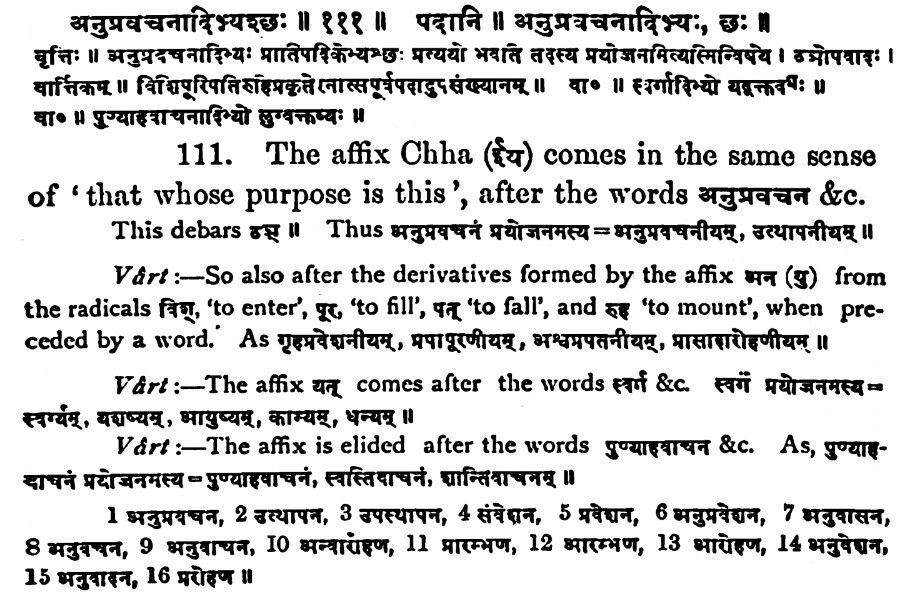 अनुप्रवचनादिभ्यश्छः ॥ १११ ॥ पदानि ॥ अनुप्रवचनादिभ्यः, छः ॥
वृत्तिः ॥ अनुप्रवचनादिभ्यः प्रातिपदिकेभ्यश्छः प्रत्ययो भवति तदस्य प्रयोजनमित्यस्मिन्विषये । ठञोपवादः ।
वार्त्तिकम् ॥ विशिपूरिपतिरुहिप्रकृतेरनात्सपूर्वपदादुपसंख्यानम् ॥ वा० ॥ स्वर्गादिभ्यो यद्वक्तव्यः ॥
वा० ॥ पुण्याहवाचनादिभ्यो लुग्वक्तव्यः ॥
111. The affix Chha (ईय) comes in the same sense
of ‘that whose purpose is this’, after the words अनुप्रवचन &c.
This debars ठञ् ॥ Thus अनुप्रवचनं प्रयोजनमस्य = अनुप्रवचनीयम्, उत्थापनीयम् ॥
Vârt :—So also after the derivatives formed by the affix अन (यु) from
the radicals विश्, ‘to enter’, पूर्, ‘to fill’, पत् ‘to fall’, and रुह ‘to mount’, when pre-
ceded by a word. As गृहप्रवेशनीयम्, प्रपापूरणीयम्, अश्वप्रपतनीयम्, प्रासादारोहणीयम् ॥
Vârt :—The affix यत् comes after the words स्वर्ग &c. स्वर्गं प्रयोजनमस्य =
स्वर्ग्यम्, यशष्यम्, आयुष्यम्, काम्यम्, धन्यम् ॥
Vârt :—The affix is elided after the words पुण्याहवाचन &c. As, पुण्याह-
वाचनं प्रयोजनमस्य = पुण्याहवाचनं, स्वस्तिवाचनं, शान्तिवाचनम् ॥
1 अनुप्रवचन, 2 उत्थापन, 3 उपस्थापन, 4 संवेशन, 5 प्रवेशन, 6 अनुप्रवेशन, 7 अनुवासन,
8 अनुवचन, 9 अनुवाचन, 10 अन्वारोहण, 11 प्रारम्भण, 12 आरम्भण, 13 आरोहण, 14 अनुवेशन,
15 अनुवादन, 16 प्ररोहण ॥